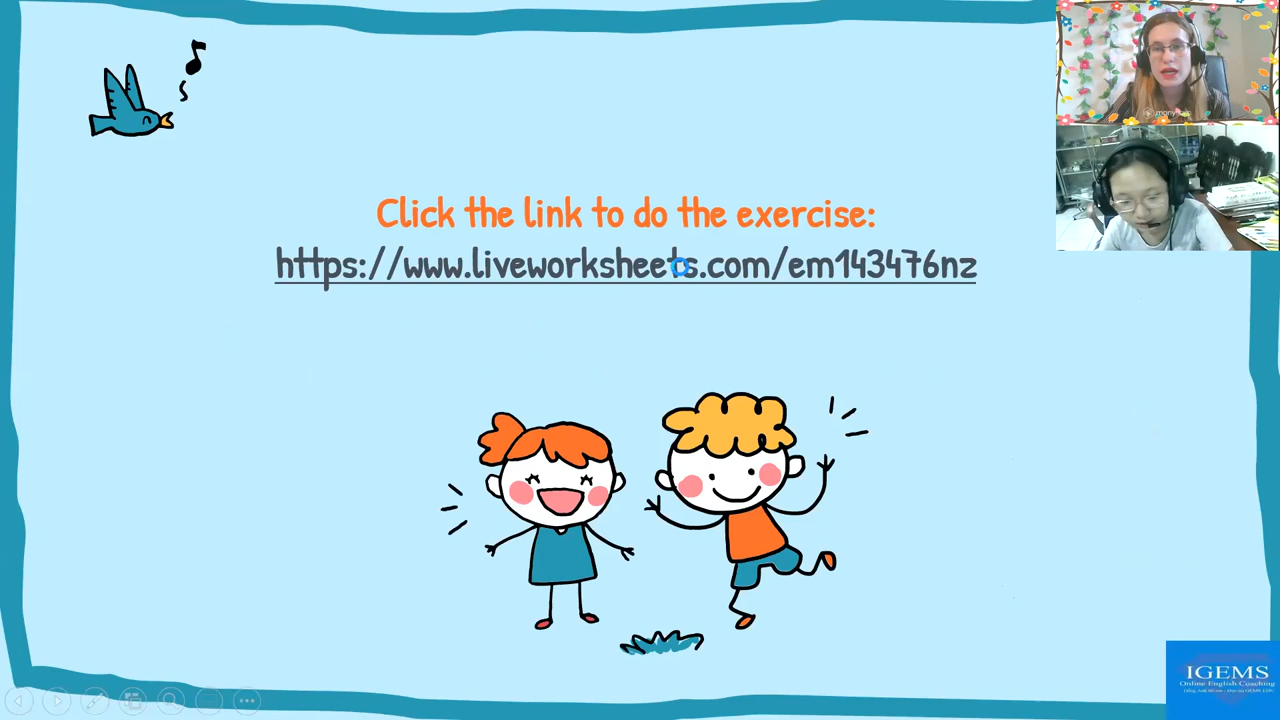 Click the link to do the exercise:
https://www.liveworksheets.com/em143476nz
IGEMS
Online English Coaching